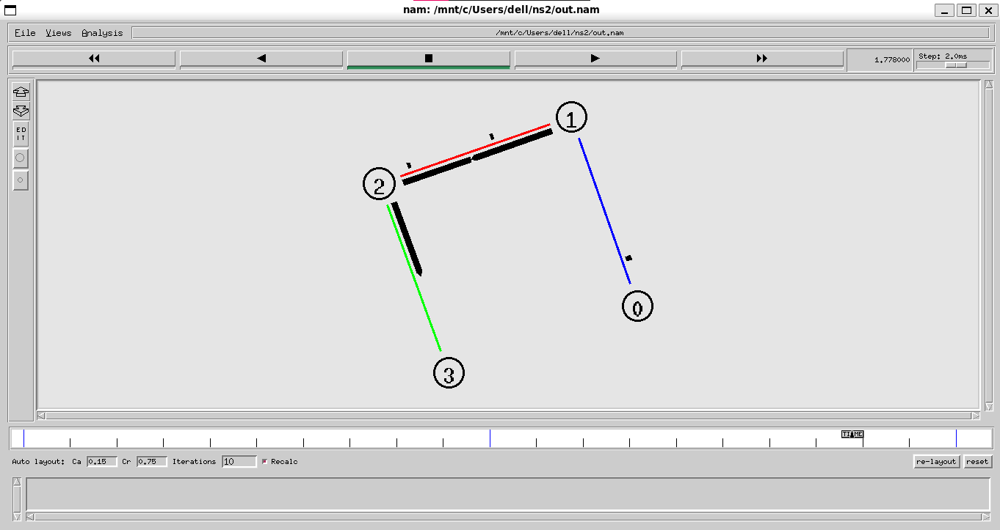 nam: /mnt/c/Users/dell/ns2/out.nam
File Views Analysis /mnt/c/Users/dell/ns2/out.nam
1.778000 Step: 2.0ms
ED
IT
1
2
0
3
TIME
Auto layout: Ca 0.15 Cr 0.75 Iterations 10 Recalc re-layout reset